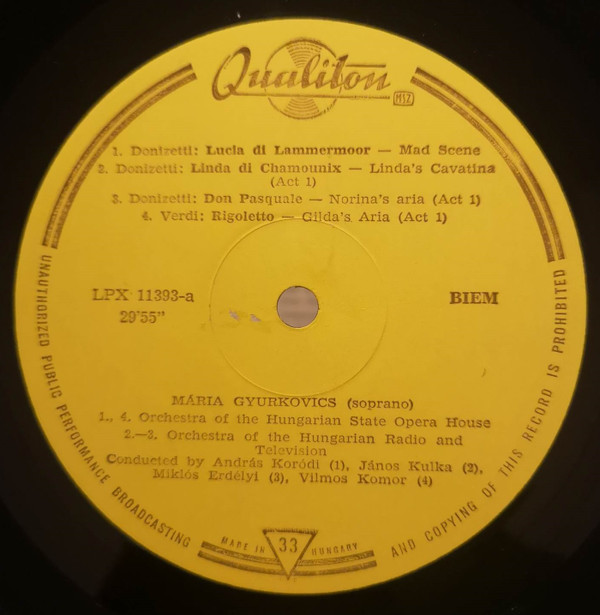 Qualiton
MSZ
1. Donizetti: Lucia di Lammermoor — Mad Scene
2. Donizetti: Linda di Chamounix — Linda's Cavatina
(Act 1)
3. Donizetti: Don Pasquale — Norina's aria (Act 1)
4. Verdi: Rigoletto — Gilda's Aria (Act 1)
LPX 11393-a
29'55"
BIEM
MÁRIA GYURKOVICS (soprano)
1., 4. Orchestra of the Hungarian State Opera House
2.—3. Orchestra of the Hungarian Radio and
Television
Conducted by András Koródi (1), János Kulka (2),
Miklós Erdélyi (3), Vilmos Komor (4)
UNAUTHORIZED PUBLIC PERFORMANCE BROADCASTING AND COPYING OF THIS RECORD IS PROHIBITED
MADE IN 33 HUNGARY